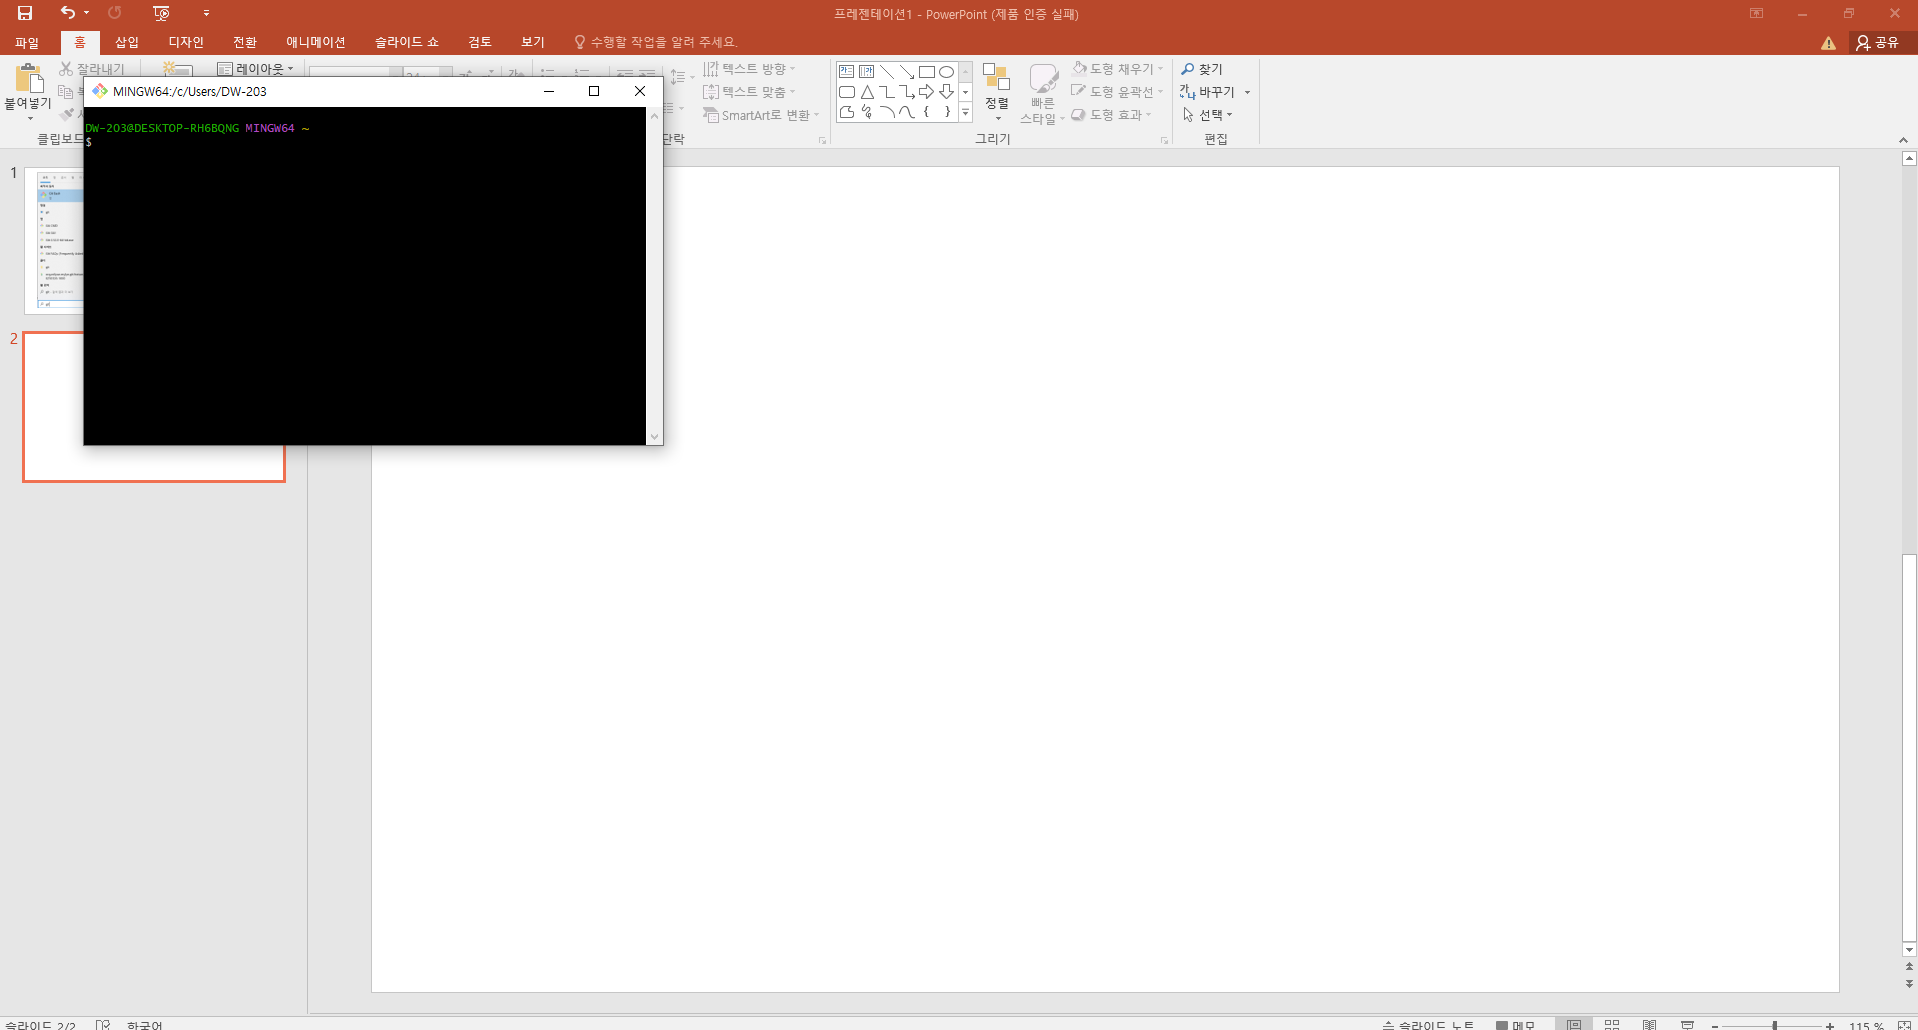 프레젠테이션1 - PowerPoint (제품 인증 실패)
파일 홈 삽입 디자인 전환 애니메이션 슬라이드 쇼 검토 보기 수행할 작업을 알려 주세요. 공유
잘라내기
붙여넣기
클립보드
레이아웃
단락
텍스트 방향
텍스트 맞춤
SmartArt로 변환
정렬
빠른
스타일
도형 채우기
도형 윤곽선
도형 효과
그리기
찾기
바꾸기
선택
편집
MINGW64:/c/Users/DW-203
DW-203@DESKTOP-RH6BQNG MINGW64 ~
$
1
2
슬라이드 2/2 한국어 슬라이드 노트 메모 115 %